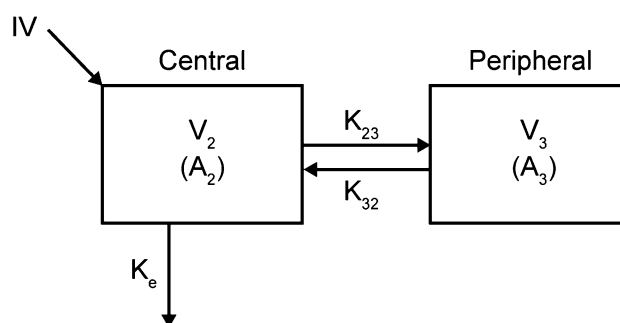 IV
Central
Peripheral
V₂
(A₂)
K₂₃
K₃₂
V₃
(A₃)
Kₑ